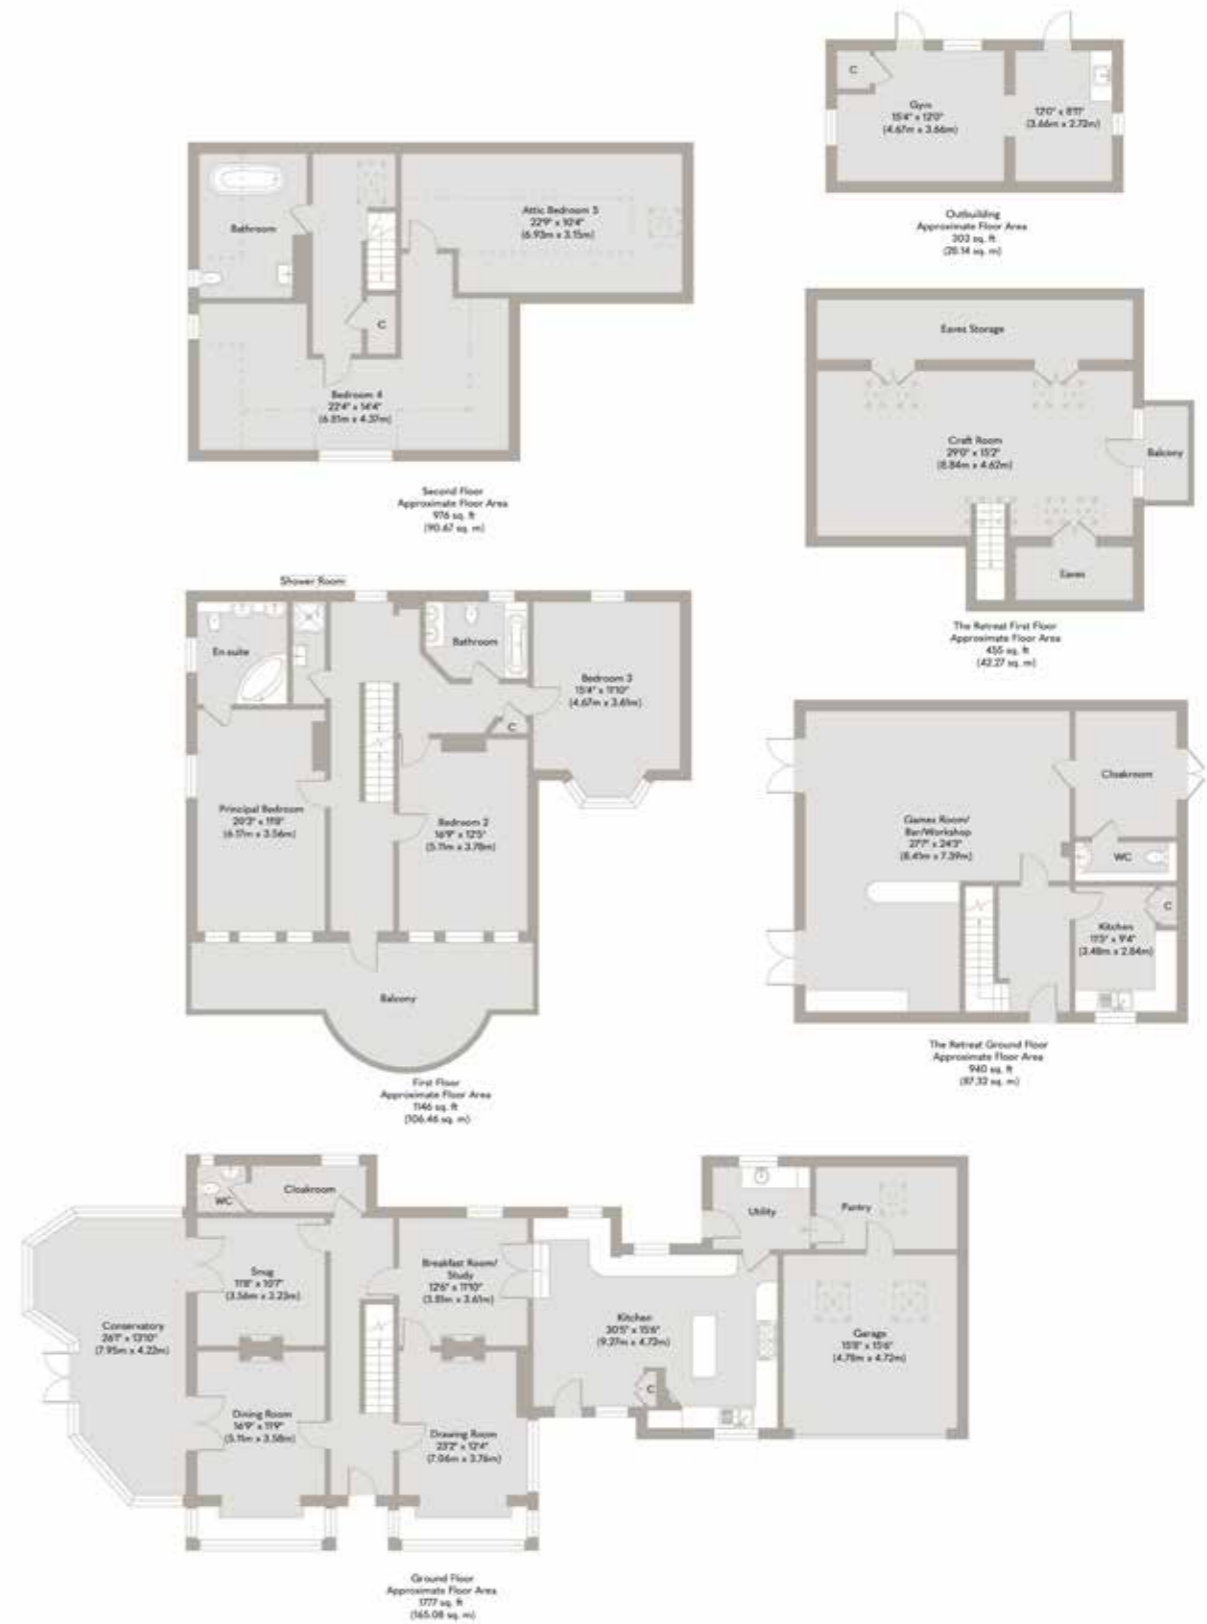 C
Gym
15'4" x 12'0"
(4.67m x 3.66m)
12'0" x 8'11"
(3.66m x 2.72m)
Outbuilding
Approximate Floor Area
303 sq. ft
(28.14 sq. m)
Bathroom
Attic Bedroom 5
22'9" x 10'4"
(6.93m x 3.15m)
C
Bedroom 4
22'4" x 14'4"
(6.81m x 4.37m)
Second Floor
Approximate Floor Area
976 sq. ft
(90.67 sq. m)
Eaves Storage
Craft Room
29'0" x 15'2"
(8.84m x 4.62m)
Balcony
Eaves
The Retreat First Floor
Approximate Floor Area
455 sq. ft
(42.27 sq. m)
Shower Room
En suite
Bathroom
Bedroom 3
15'4" x 11'10"
(4.67m x 3.61m)
C
Principal Bedroom
20'3" x 11'8"
(6.17m x 3.56m)
Bedroom 2
16'9" x 12'5"
(5.11m x 3.78m)
Balcony
First Floor
Approximate Floor Area
1146 sq. ft
(106.46 sq. m)
Cloakroom
Games Room/
Bar/Workshop
27'7" x 24'3"
(8.41m x 7.39m)
WC
C
Kitchen
11'5" x 9'4"
(3.48m x 2.84m)
The Retreat Ground Floor
Approximate Floor Area
940 sq. ft
(87.32 sq. m)
WC
Cloakroom
Utility
Pantry
Snug
11'8" x 10'7"
(3.56m x 3.23m)
Breakfast Room/
Study
12'6" x 11'10"
(3.81m x 3.61m)
Conservatory
26'1" x 13'10"
(7.95m x 4.22m)
Kitchen
30'5" x 15'6"
(9.27m x 4.72m)
Garage
15'8" x 15'6"
(4.78m x 4.72m)
C
Dining Room
16'9" x 11'9"
(5.11m x 3.58m)
Drawing Room
23'2" x 12'4"
(7.06m x 3.76m)
Ground Floor
Approximate Floor Area
1777 sq. ft
(165.08 sq. m)